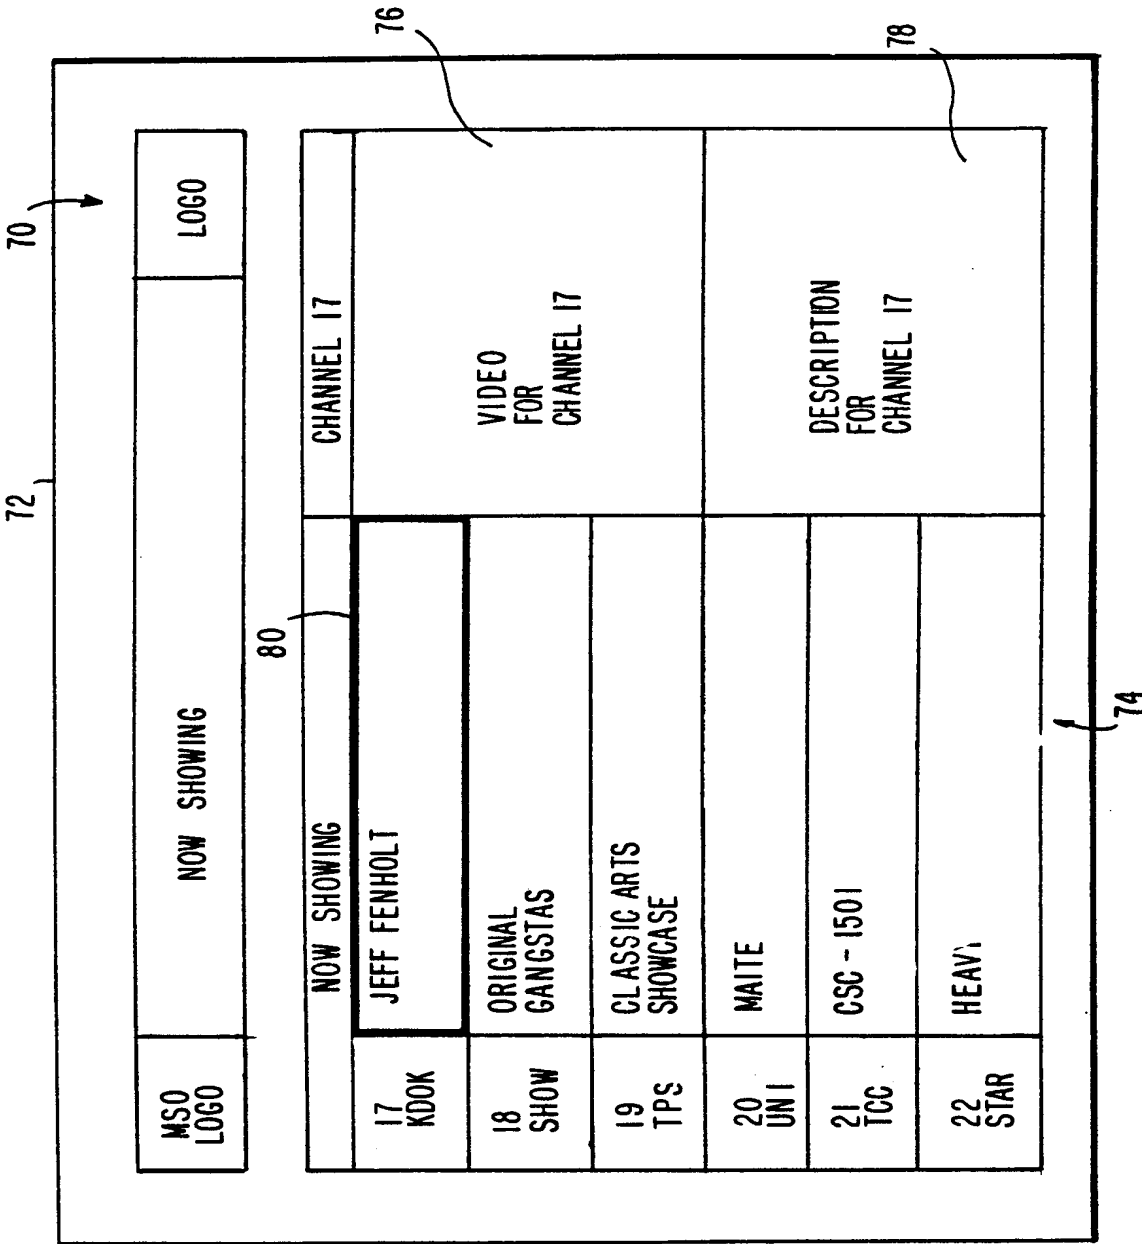 70
72
76
78
MSO
LOGO
NOW SHOWING
LOGO
NOW SHOWING
CHANNEL 17
80
17
KDOK
JEFF FENHOLT
18
SHOW
ORIGINAL
GANGSTAS
19
TPS
CLASSIC ARTS
SHOWCASE
20
UNI
MAITE
21
TCC
CSC - 1501
22
STAR
VIDEO
FOR
CHANNEL 17
DESCRIPTION
FOR
CHANNEL 17
74